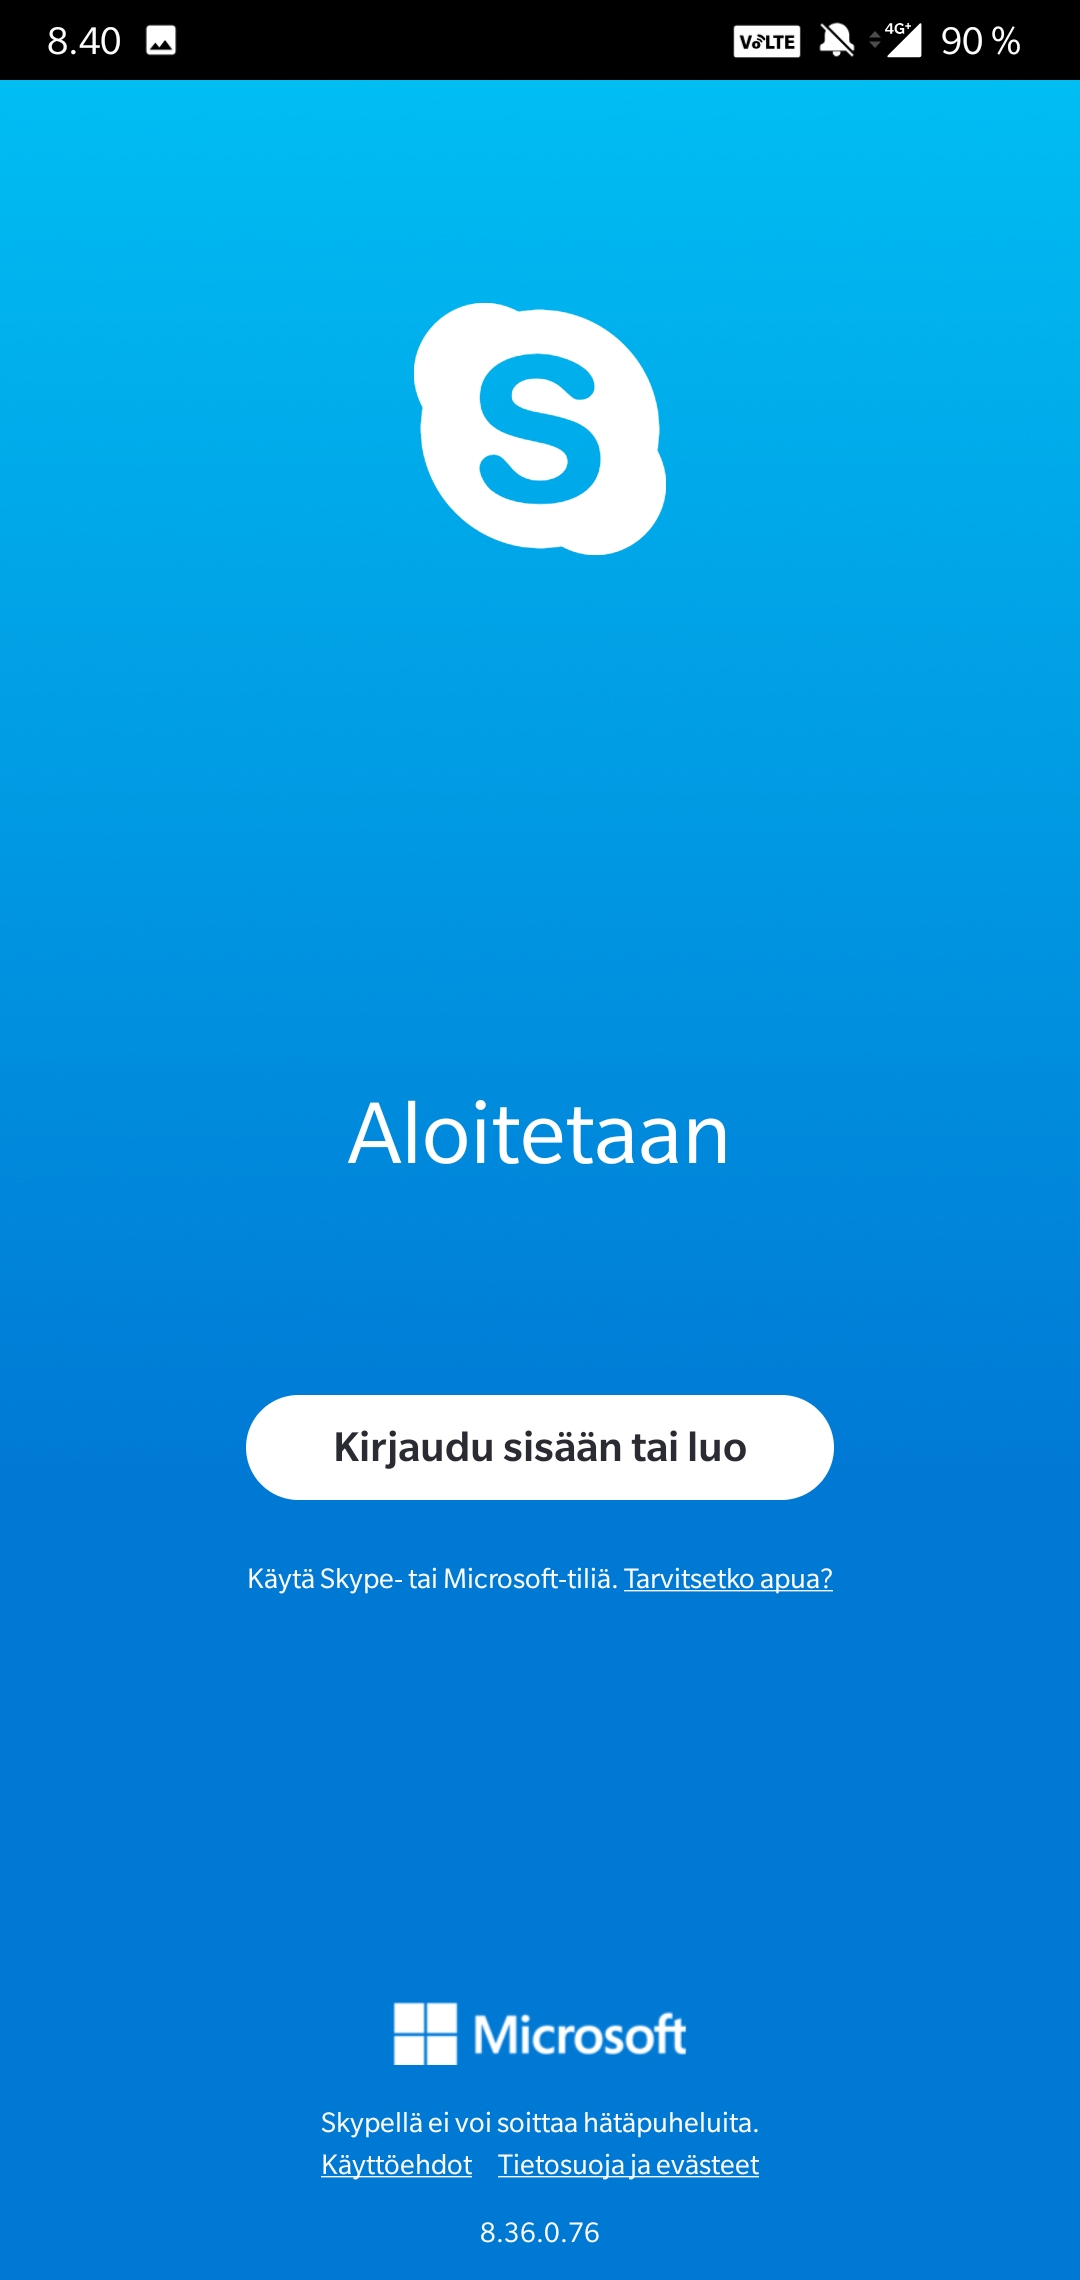 8.40 VoLTE 4G+ 90 %
S
Aloitetaan
Kirjaudu sisään tai luo
Käytä Skype- tai Microsoft-tiliä. Tarvitsetko apua?
Microsoft
Skypellä ei voi soittaa hätäpuheluita.
Käyttöehdot Tietosuoja ja evästeet
8.36.0.76